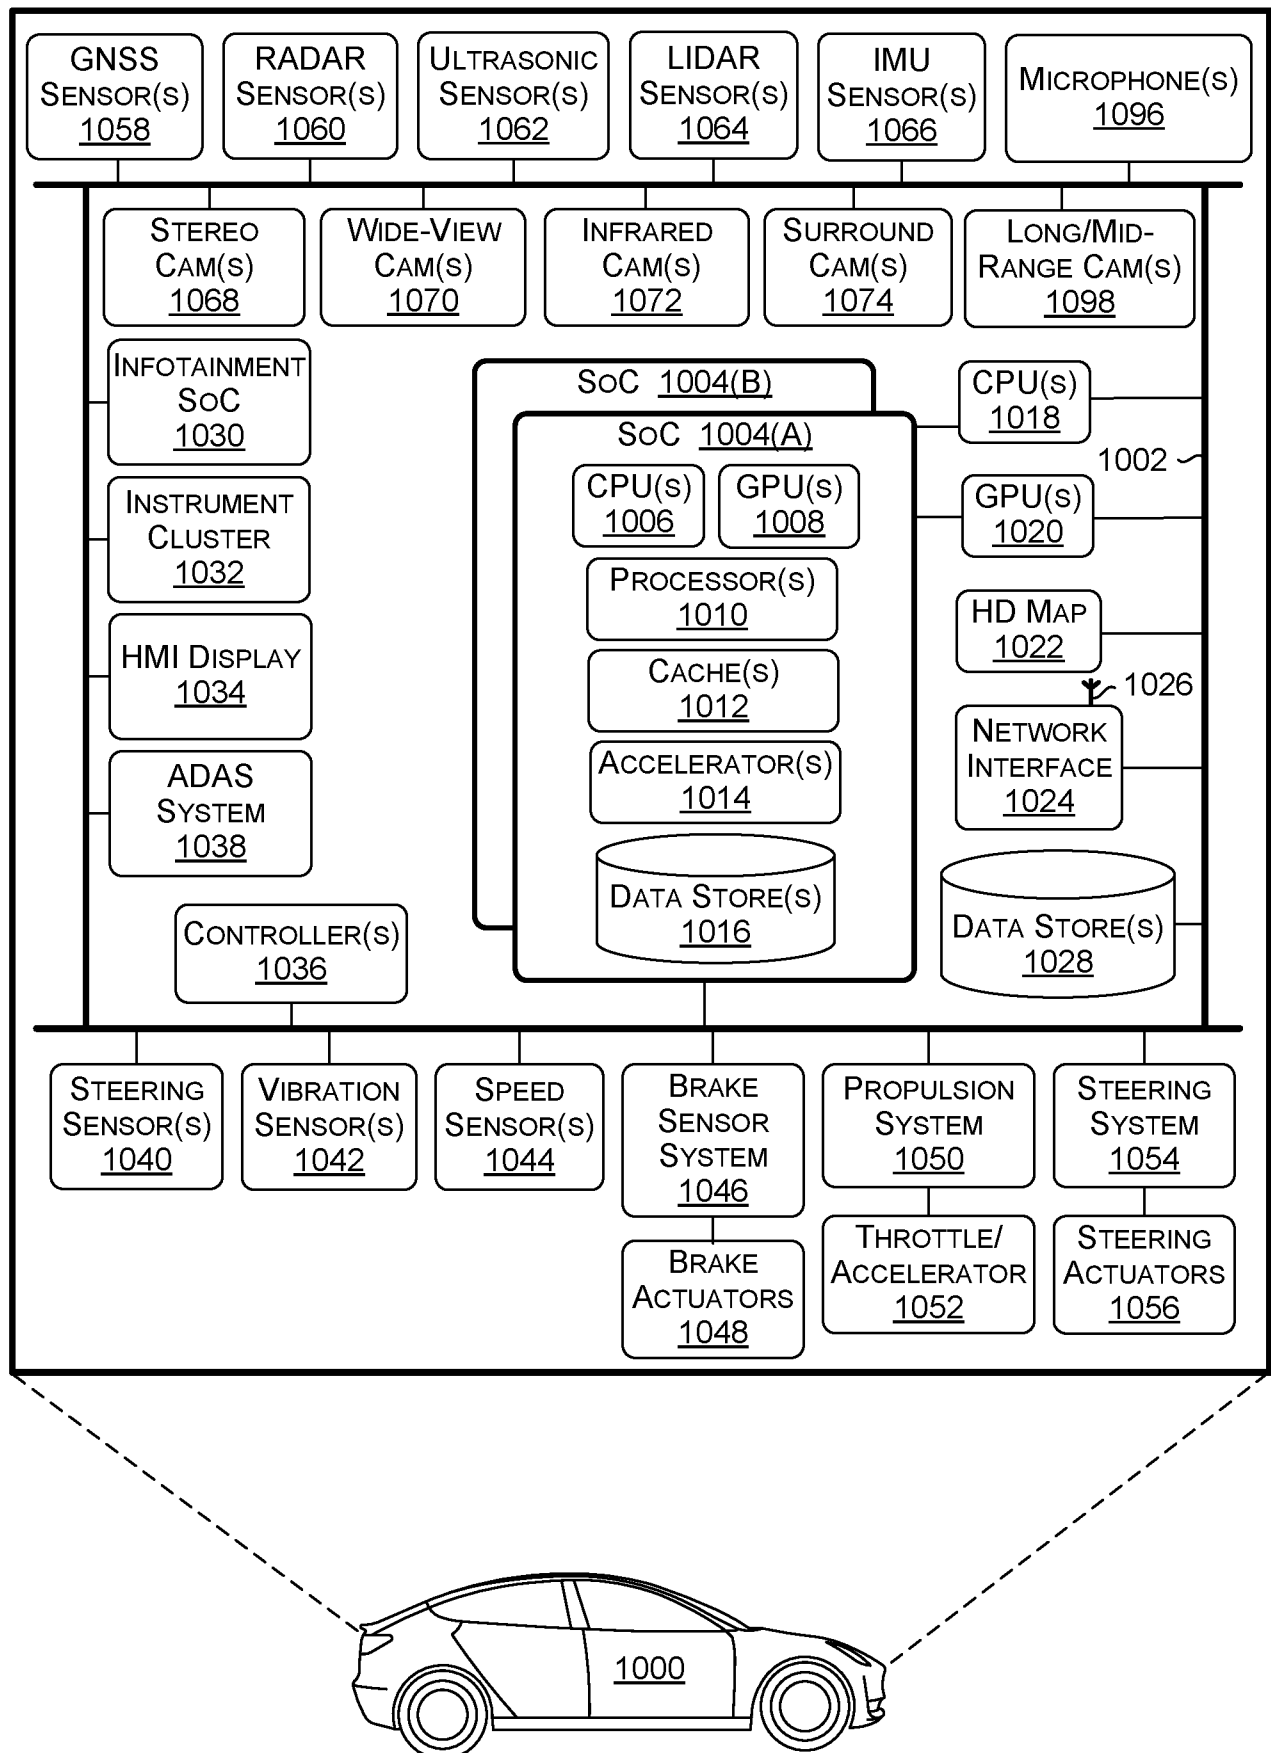 GNSS
SENSOR(S)
1058
RADAR
SENSOR(S)
1060
ULTRASONIC
SENSOR(S)
1062
LIDAR
SENSOR(S)
1064
IMU
SENSOR(S)
1066
MICROPHONE(S)
1096
STEREO
CAM(S)
1068
WIDE-VIEW
CAM(S)
1070
INFRARED
CAM(S)
1072
SURROUND
CAM(S)
1074
LONG/MID-
RANGE CAM(S)
1098
INFOTAINMENT
SOC
1030
INSTRUMENT
CLUSTER
1032
HMI DISPLAY
1034
ADAS
SYSTEM
1038
CONTROLLER(S)
1036
SOC 1004(B)
SOC 1004(A)
CPU(S)
1006
GPU(S)
1008
PROCESSOR(S)
1010
CACHE(S)
1012
ACCELERATOR(S)
1014
DATA STORE(S)
1016
CPU(S)
1018
1002
GPU(S)
1020
HD MAP
1022
1026
NETWORK
INTERFACE
1024
DATA STORE(S)
1028
STEERING
SENSOR(S)
1040
VIBRATION
SENSOR(S)
1042
SPEED
SENSOR(S)
1044
BRAKE
SENSOR
SYSTEM
1046
PROPULSION
SYSTEM
1050
STEERING
SYSTEM
1054
BRAKE
ACTUATORS
1048
THROTTLE/
ACCELERATOR
1052
STEERING
ACTUATORS
1056
1000